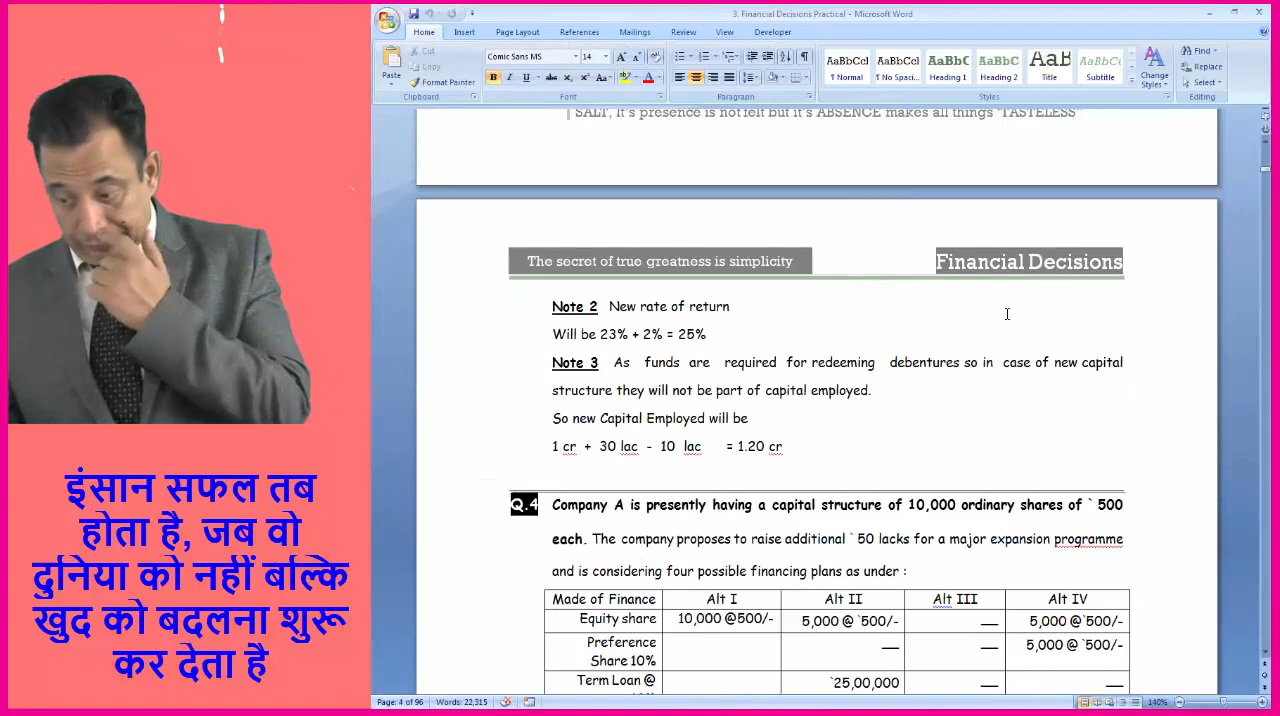 3. Financial Decisions Practical - Microsoft Word
Home Insert Page Layout References Mailings Review View Developer
Cut
Copy
Format Painter
Paste
Clipboard
Comic Sans MS 14
Font
Paragraph
AaBbCcI AaBbCcI AaBbC AaBbC AaB AaBbCcL
¶ Normal ¶ No Spaci... Heading 1 Heading 2 Title Subtitle
Change Styles
Styles
Find
Replace
Select
Editing
SALT, It's presence is not felt but it's ABSENCE makes all things "TASTELESS"
The secret of true greatness is simplicity
Financial Decisions
Note 2 New rate of return
Will be 23% + 2% = 25%
Note 3 As funds are required for redeeming debentures so in case of new capital
structure they will not be part of capital employed.
So new Capital Employed will be
1 cr + 30 lac - 10 lac = 1.20 cr
Q.4 Company A is presently having a capital structure of 10,000 ordinary shares of ` 500
each. The company proposes to raise additional ` 50 lacks for a major expansion programme
and is considering four possible financing plans as under :
Made of Finance Alt I Alt II Alt III Alt IV
Equity share 10,000 @500/- 5,000 @ `500/- — 5,000 @`500/-
Preference — 5,000 @ `500/-
Share 10%
Term Loan @ `25,00,000 — —
Page: 4 of 96 Words: 22,315 140%
इंसान सफल तब
होता है, जब वो
दुनिया को नहीं बल्कि
खुद को बदलना शुरू
कर देता है